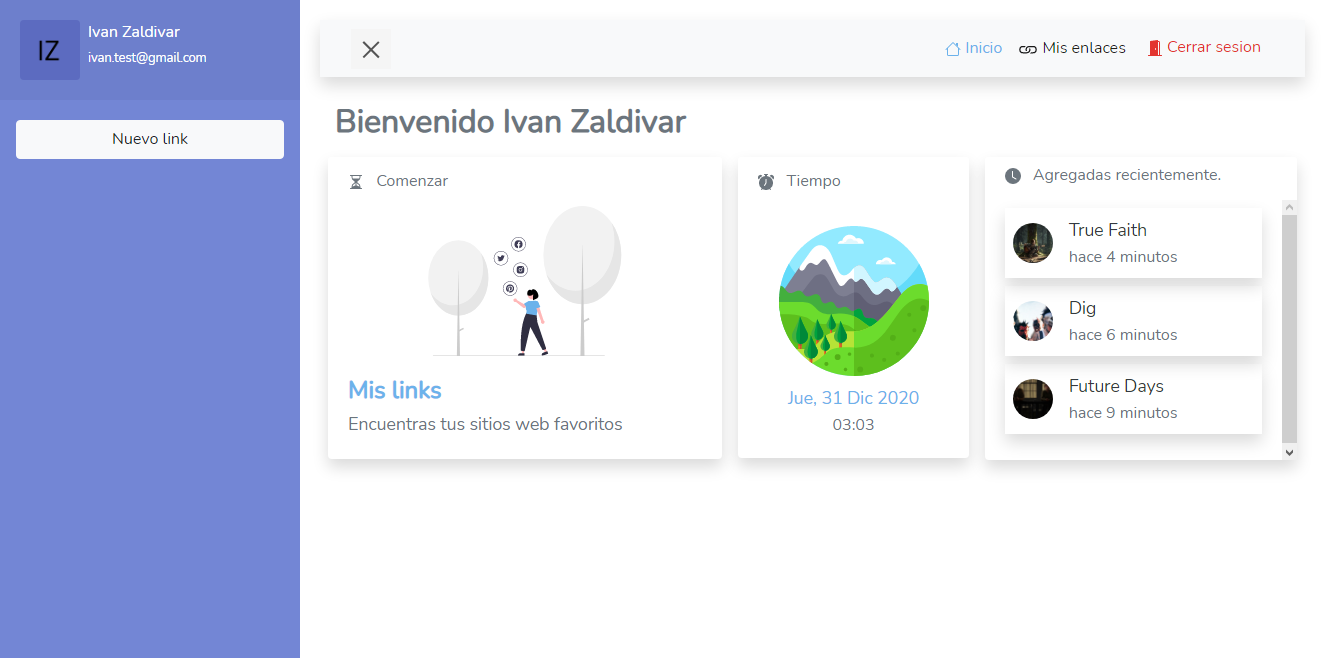 IZ
Ivan Zaldivar
ivan.test@gmail.com
Nuevo link
Inicio
Mis enlaces
Cerrar sesion
Bienvenido Ivan Zaldivar
Comenzar
Mis links
Encuentras tus sitios web favoritos
Tiempo
Jue, 31 Dic 2020
03:03
Agregadas recientemente.
True Faith
hace 4 minutos
Dig
hace 6 minutos
Future Days
hace 9 minutos